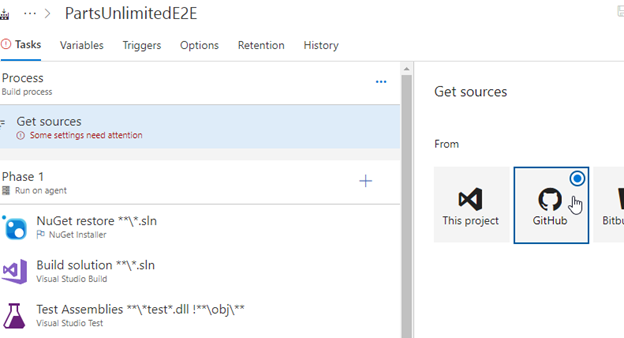 PartsUnlimitedE2E
Tasks Variables Triggers Options Retention History
Process
Build process
Get sources
Some settings need attention
Phase 1
Run on agent
NuGet restore **\*.sln
NuGet Installer
Build solution **\*.sln
Visual Studio Build
Test Assemblies **\*test*.dll !**\obj\**
Visual Studio Test
Get sources
From
This project
GitHub
Bitbu